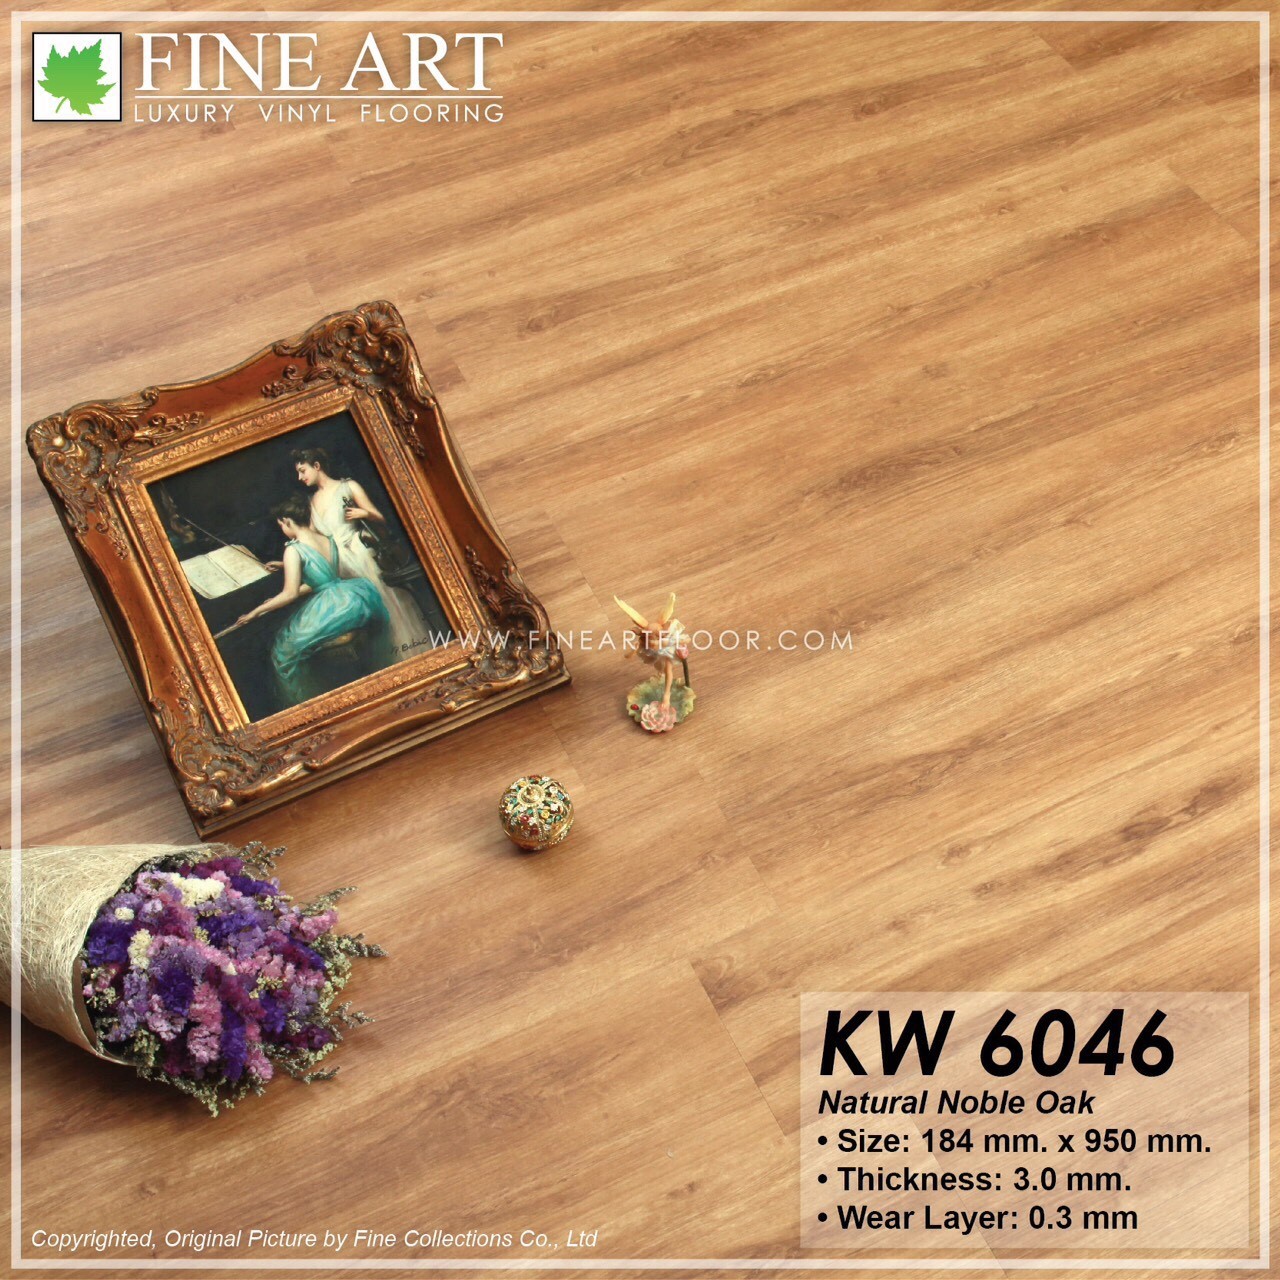 FINE ART
LUXURY VINYL FLOORING
WWW.FINEARTFLOOR.COM
KW 6046
Natural Noble Oak
• Size: 184 mm. x 950 mm.
• Thickness: 3.0 mm.
• Wear Layer: 0.3 mm
Copyrighted, Original Picture by Fine Collections Co., Ltd